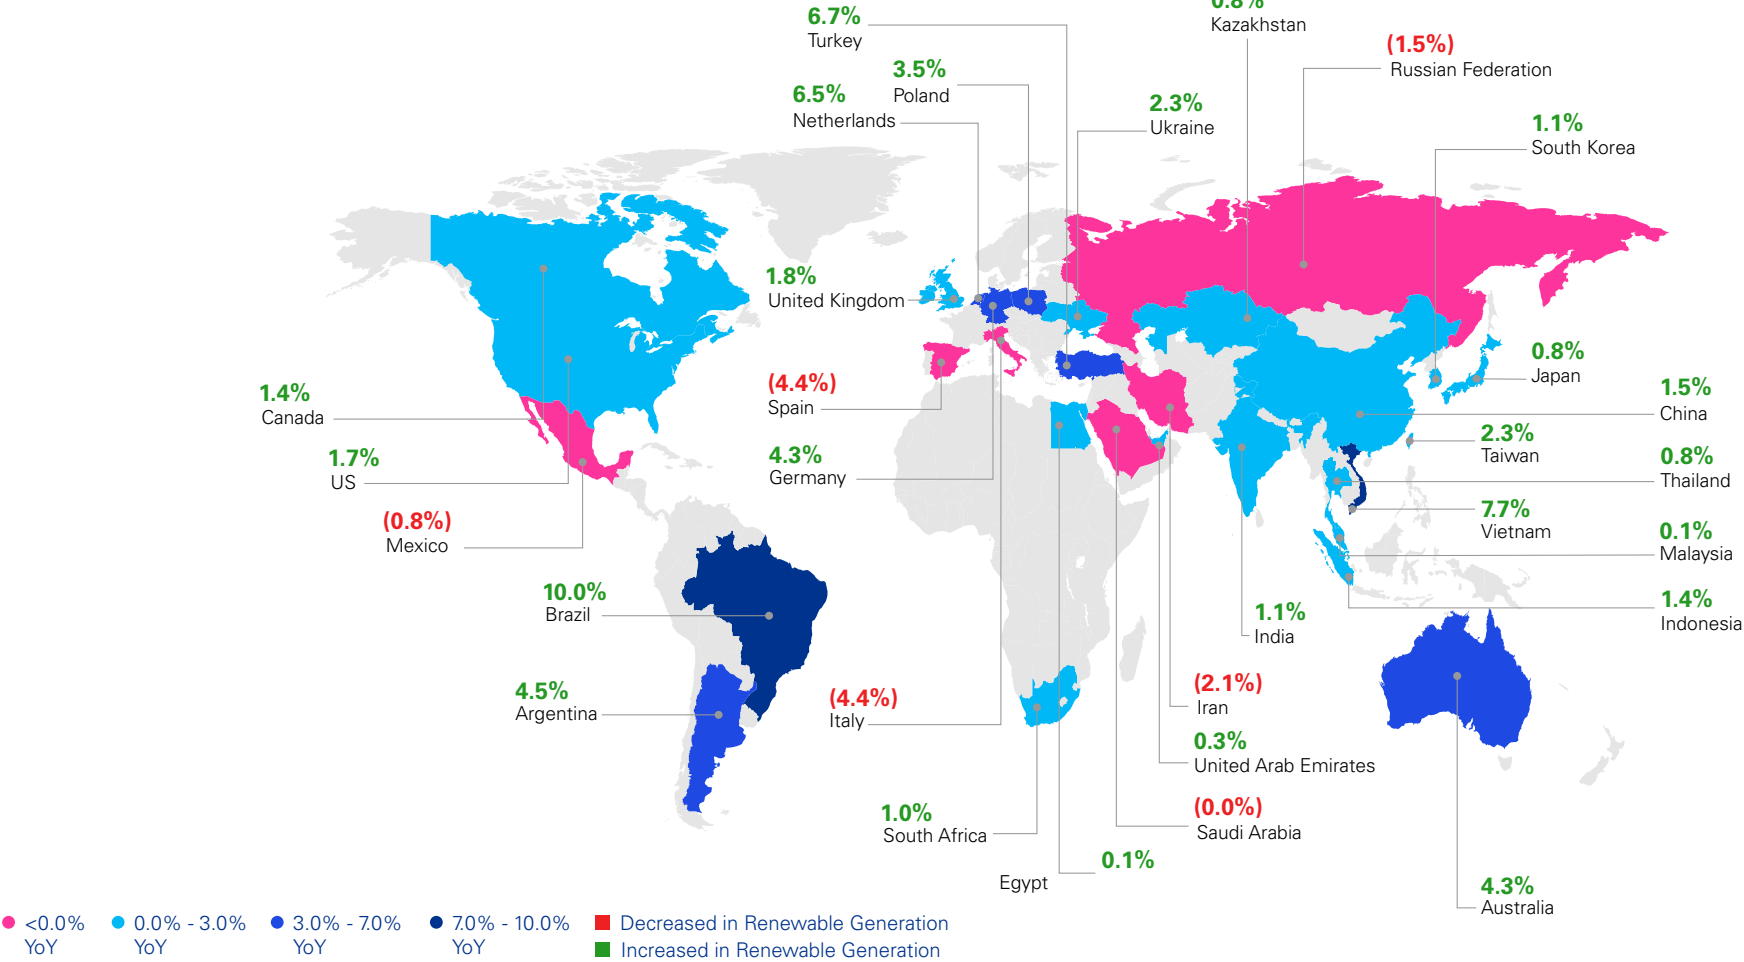 0.8%
Kazakhstan
6.7%
Turkey
(1.5%)
Russian Federation
3.5%
Poland
6.5%
Netherlands
2.3%
Ukraine
1.1%
South Korea
1.8%
United Kingdom
0.8%
Japan
(4.4%)
Spain
1.5%
China
1.4%
Canada
2.3%
Taiwan
4.3%
Germany
0.8%
Thailand
1.7%
US
7.7%
Vietnam
(0.8%)
Mexico
0.1%
Malaysia
10.0%
Brazil
1.1%
India
1.4%
Indonesia
4.5%
Argentina
(4.4%)
Italy
(2.1%)
Iran
0.3%
United Arab Emirates
1.0%
South Africa
(0.0%)
Saudi Arabia
0.1%
Egypt
4.3%
Australia
<0.0%
YoY
0.0% - 3.0%
YoY
3.0% - 7.0%
YoY
7.0% - 10.0%
YoY
Decreased in Renewable Generation
Increased in Renewable Generation